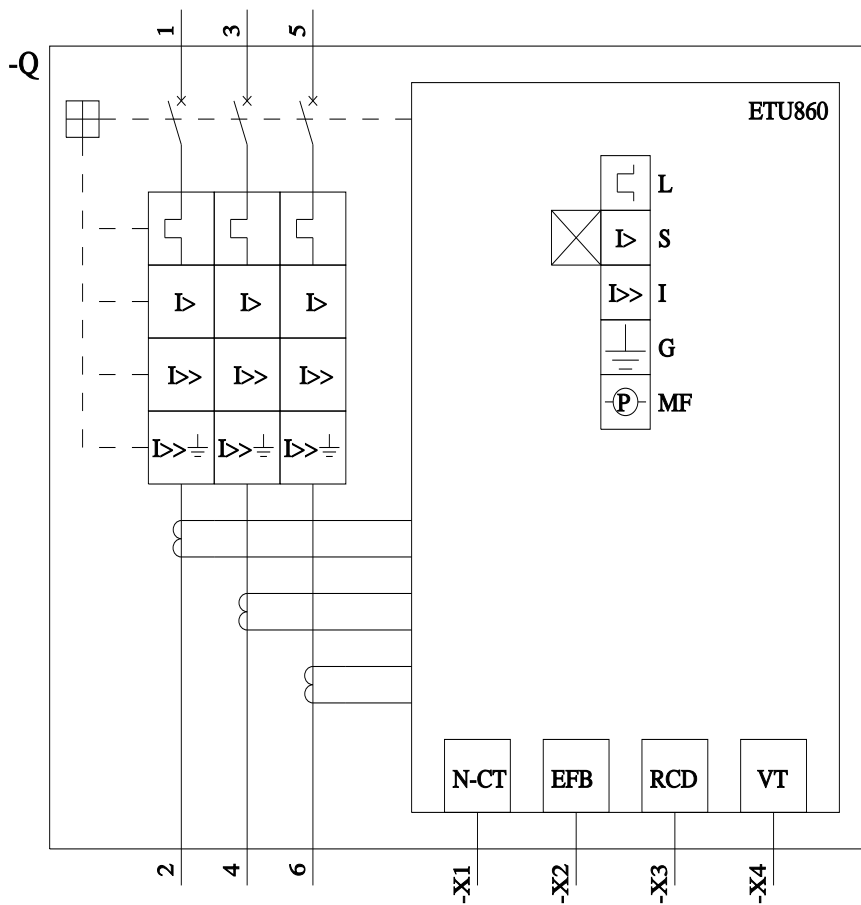 1 3 5
-Q
ETU860
L
I> S
I>> I
G
P MF
I> I> I>
I>> I>> I>>
I>> I>> I>>
N-CT EFB RCD VT
2 4 6 -X1 -X2 -X3 -X4